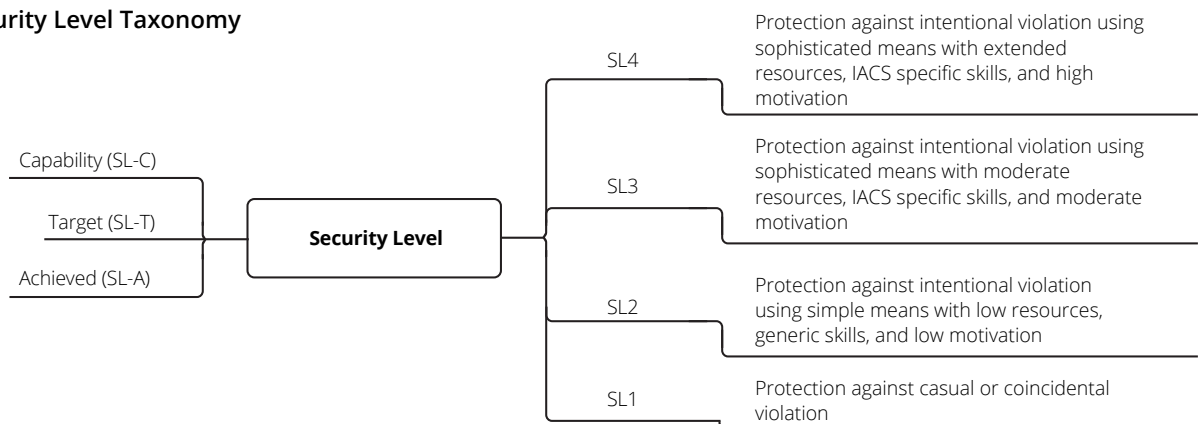 Level Taxonomy
Capability (SL-C)
Target (SL-T)
Achieved (SL-A)
Security Level
SL4
Protection against intentional violation using
sophisticated means with extended
resources, IACS specific skills, and high
motivation
SL3
Protection against intentional violation using
sophisticated means with moderate
resources, IACS specific skills, and moderate
motivation
SL2
Protection against intentional violation
using simple means with low resources,
generic skills, and low motivation
SL1
Protection against casual or coincidental
violation